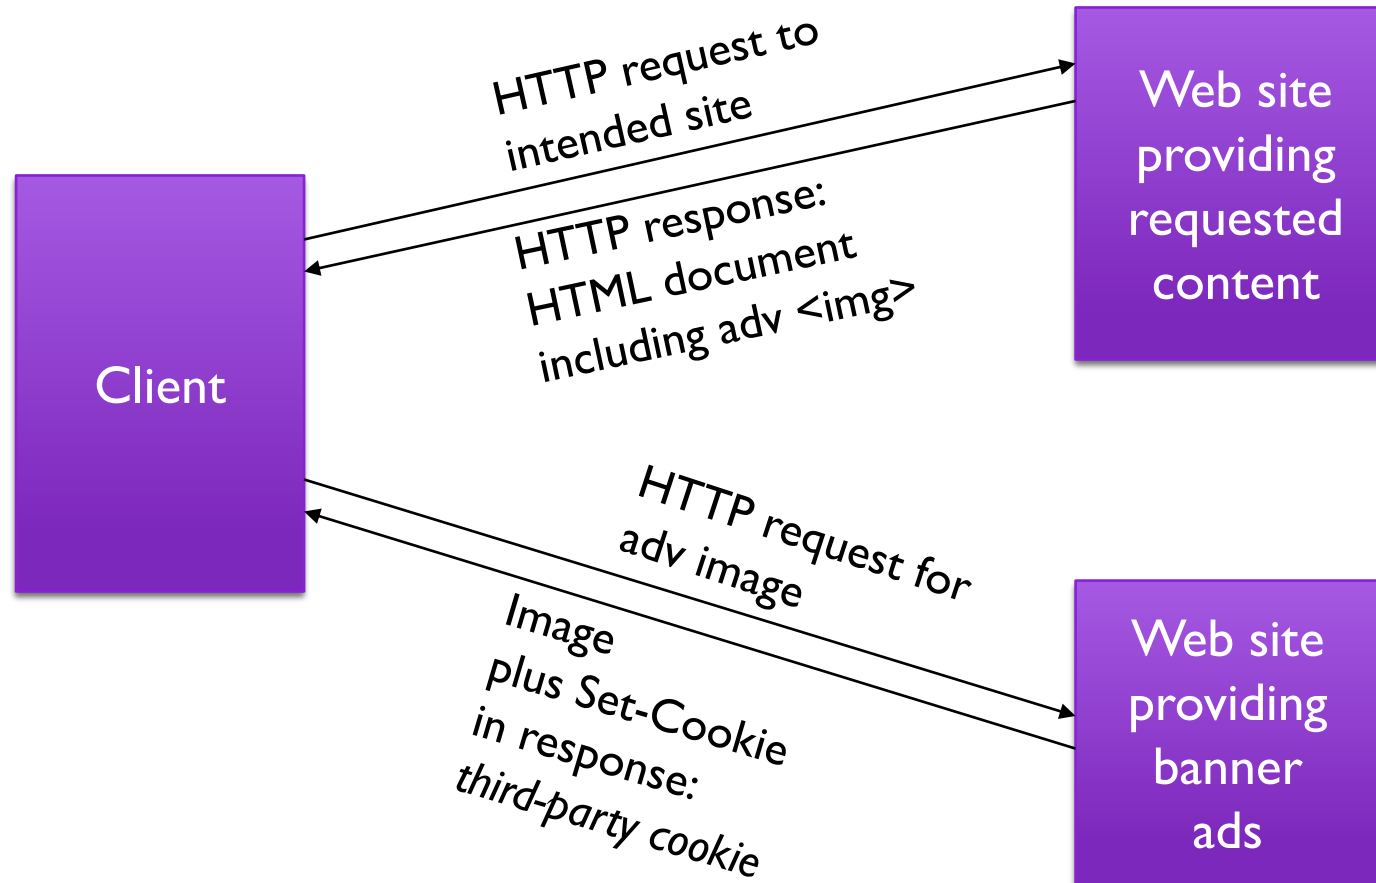 HTTP request to
intended site
Web site
providing
requested
content
HTTP response:
HTML document
including adv <img>
Client
HTTP request for
adv image
Image
plus Set-Cookie
in response:
third-party cookie
Web site
providing
banner
ads